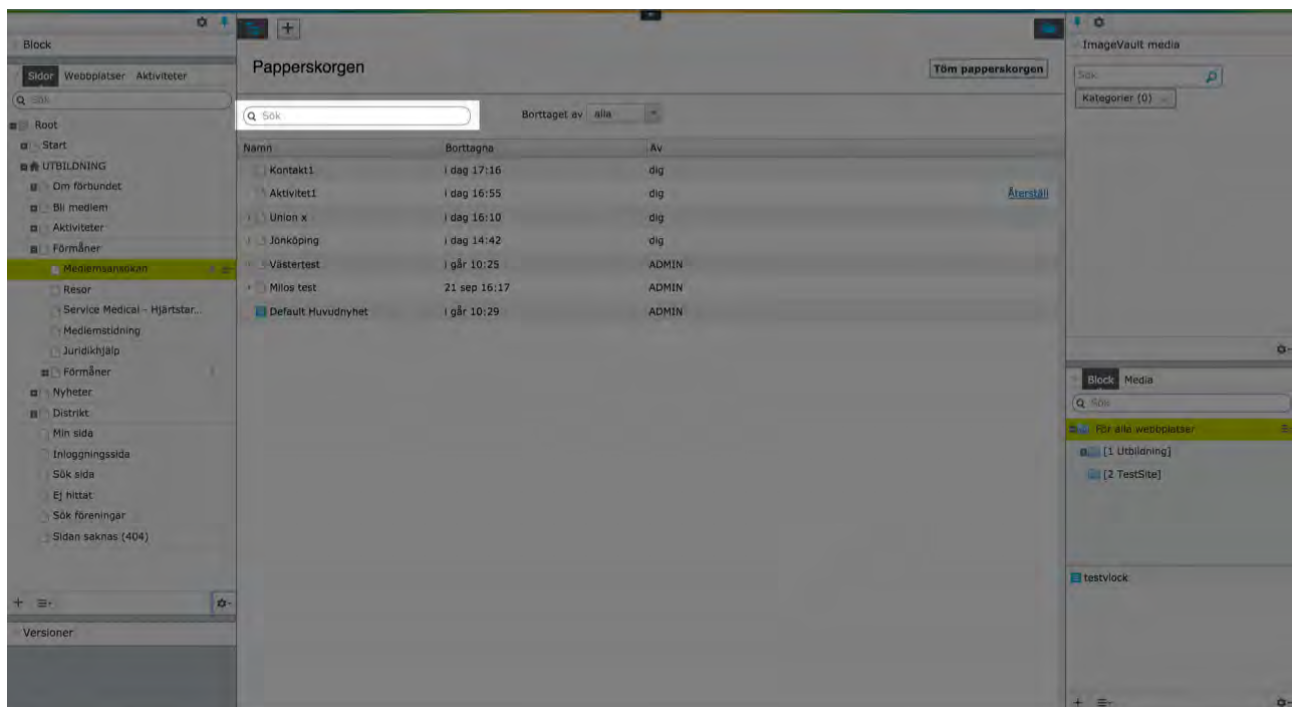 Block
Sidor Webbplatser Aktiviteter
Sök
Root
Start
UTBILDNING
Om förbundet
Bli medlem
Aktiviteter
Förmåner
Medlemsansökan
Resor
Service Medical - Hjärtstar...
Medlemstidning
Juridikhjälp
Förmåner
Nyheter
Distrikt
Min sida
Inloggningssida
Sök sida
Ej hittat
Sök föreningar
Sidan saknas (404)
Versioner
Papperskorgen
Töm papperskorgen
Sök
Borttaget av alla
Namn Borttagna Av
Kontakt1 i dag 17:16 dig
Aktivitet1 i dag 16:55 dig Återställ
Union x i dag 16:10 dig
Jönköping i dag 14:42 dig
Västertest i går 10:25 ADMIN
Milos test 21 sep 16:17 ADMIN
Default Huvudnyhet i går 10:29 ADMIN
ImageVault media
Sök
Kategorier (0)
Block Media
Sök
För alla webbplatser
[1 Utbildning]
[2 TestSite]
testvlock